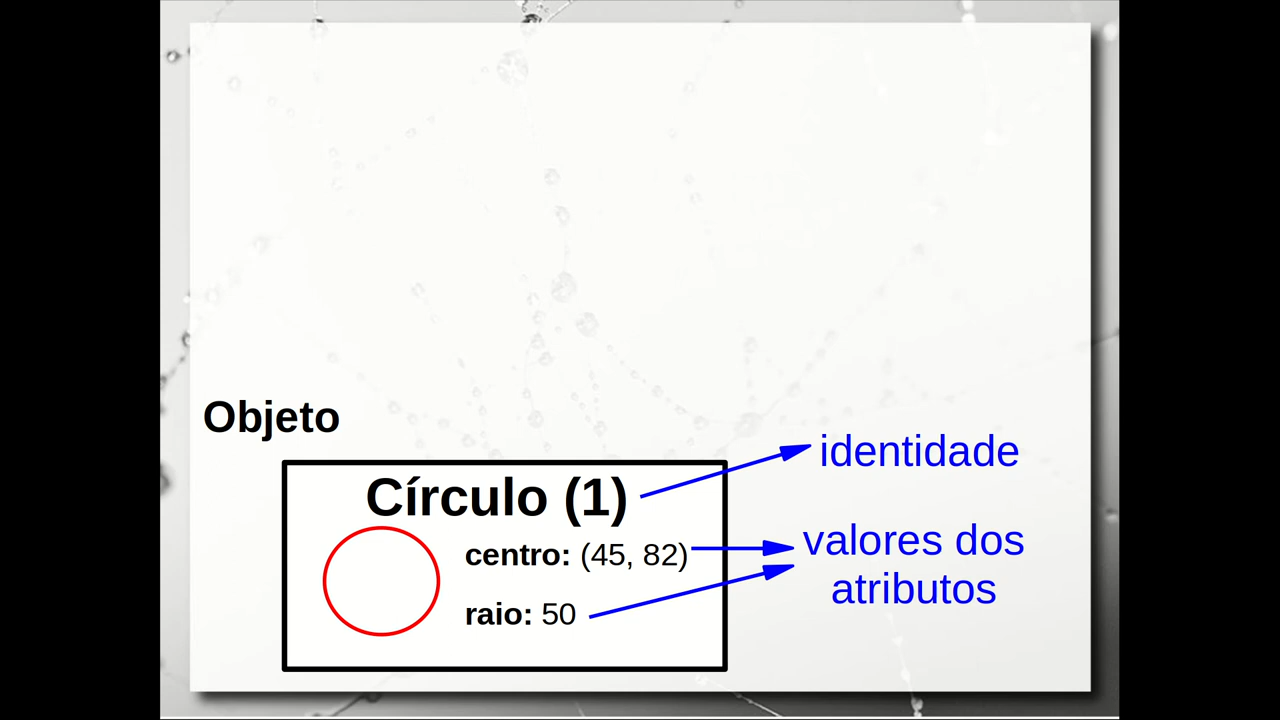 Objeto
Círculo (1)
identidade
centro: (45, 82)
valores dos
atributos
raio: 50